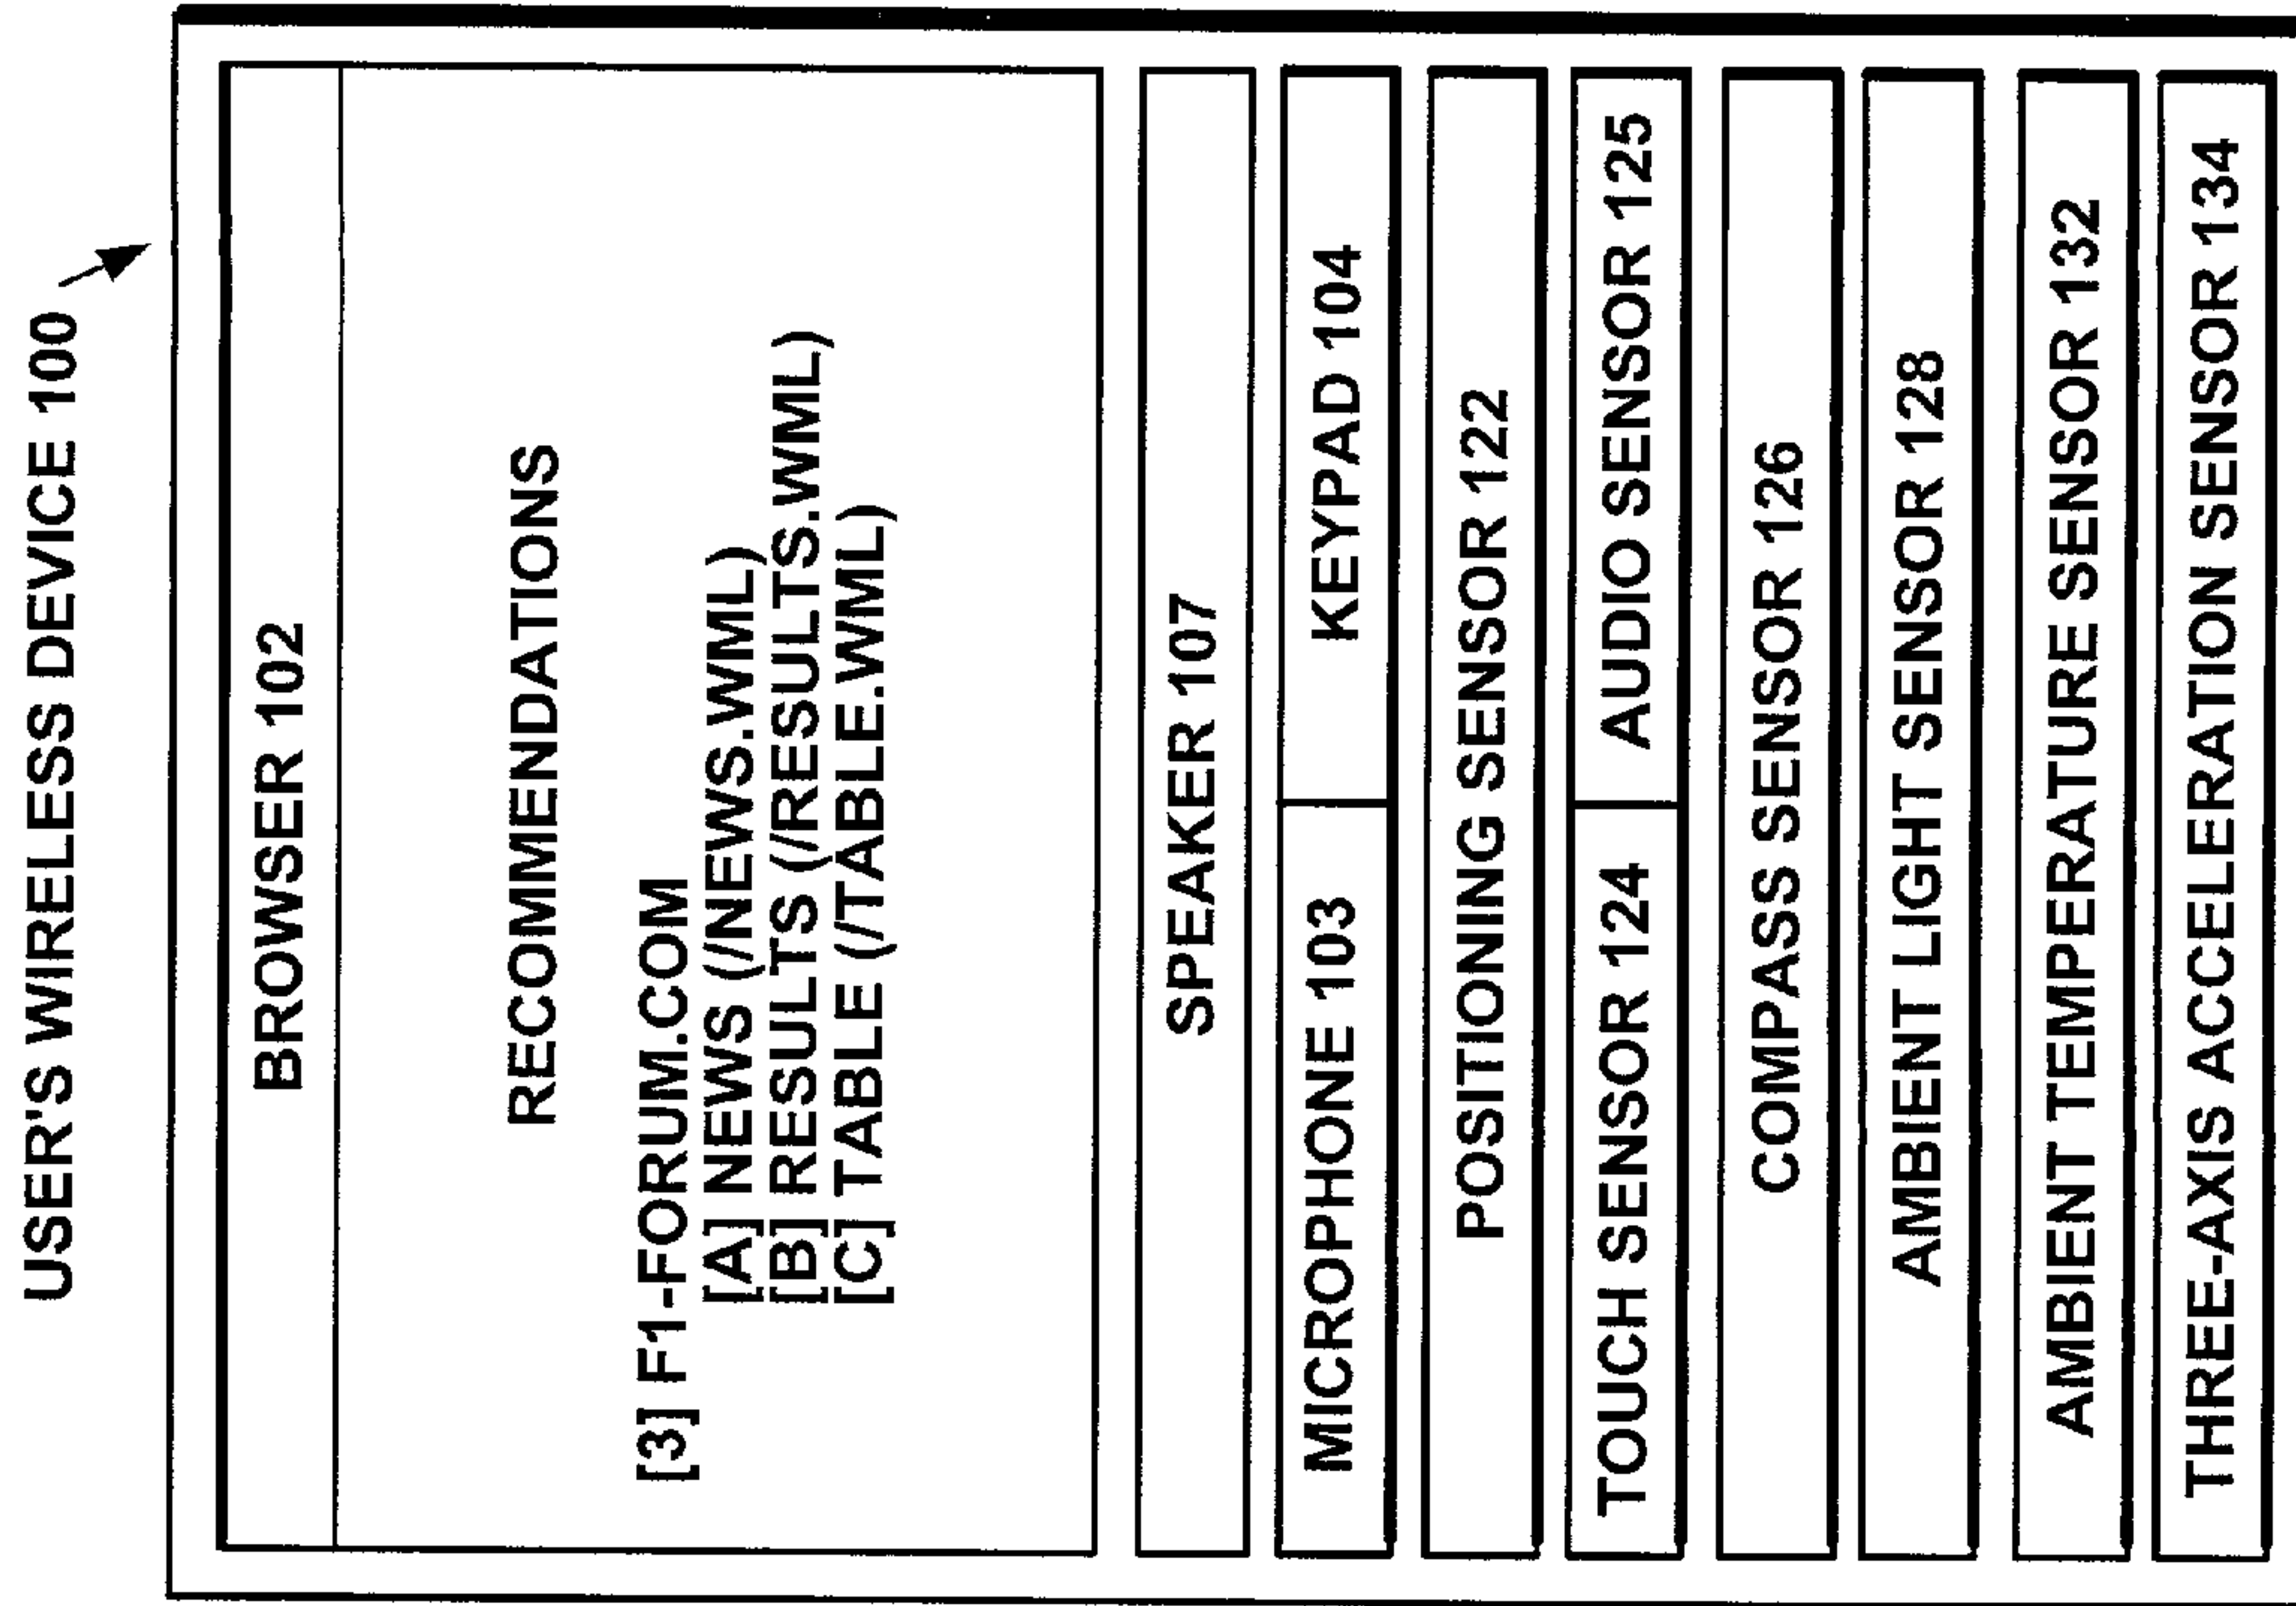 USER'S WIRELESS DEVICE 100
BROWSER 102
RECOMMENDATIONS
[3] F1-FORUM.COM
[A] NEWS (/NEWS.WML)
[B] RESULTS (/RESULTS.WML)
[C] TABLE (/TABLE.WML)
SPEAKER 107
MICROPHONE 103
KEYPAD 104
POSITIONING SENSOR 122
TOUCH SENSOR 124
AUDIO SENSOR 125
COMPASS SENSOR 126
AMBIENT LIGHT SENSOR 128
AMBIENT TEMPERATURE SENSOR 132
THREE-AXIS ACCELERATION SENSOR 134